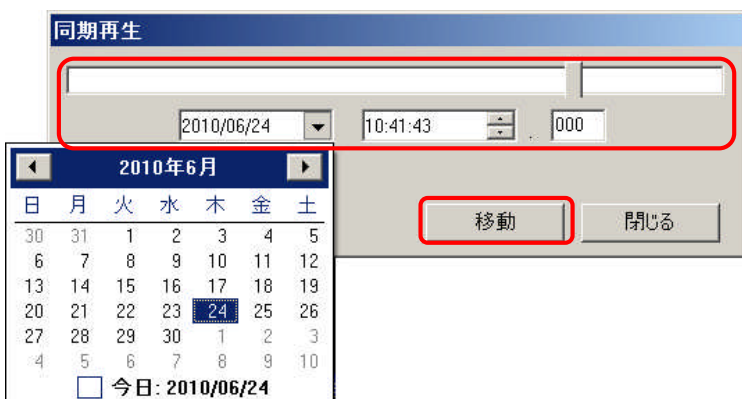 同期再生
2010/06/24 10:41:43 . 000
2010年6月
日 月 火 水 木 金 土
30 31 1 2 3 4 5
6 7 8 9 10 11 12
13 14 15 16 17 18 19
20 21 22 23 24 25 26
27 28 29 30 1 2 3
4 5 6 7 8 9 10
今日: 2010/06/24
移動 閉じる